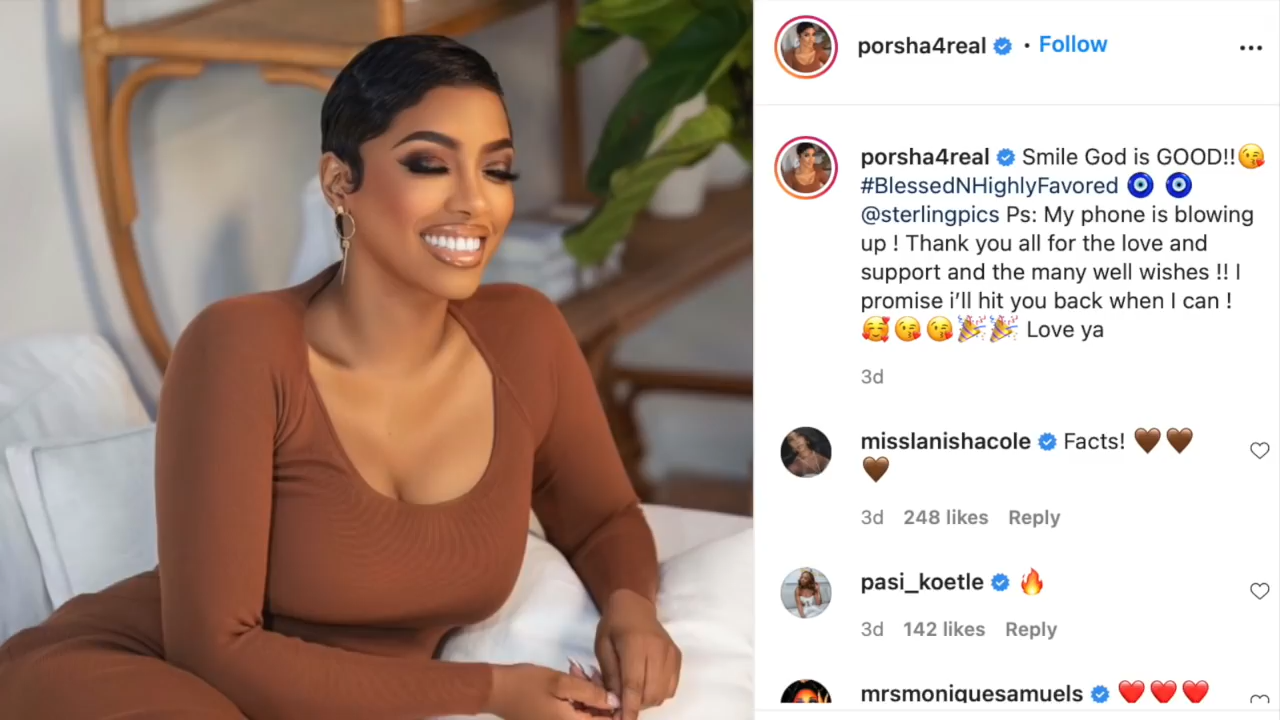 porsha4real • Follow
porsha4real Smile God is GOOD!!😘
#BlessedNHighlyFavored 🧿 🧿
@sterlingpics Ps: My phone is blowing
up ! Thank you all for the love and
support and the many well wishes !! I
promise i’ll hit you back when I can !
🥰😘😘🎉🎉 Love ya
3d
misslanishacole Facts! 🤎🤎
🤎
3d 248 likes Reply
pasi_koetle 🔥
3d 142 likes Reply
mrsmoniquesamuels ❤️❤️❤️